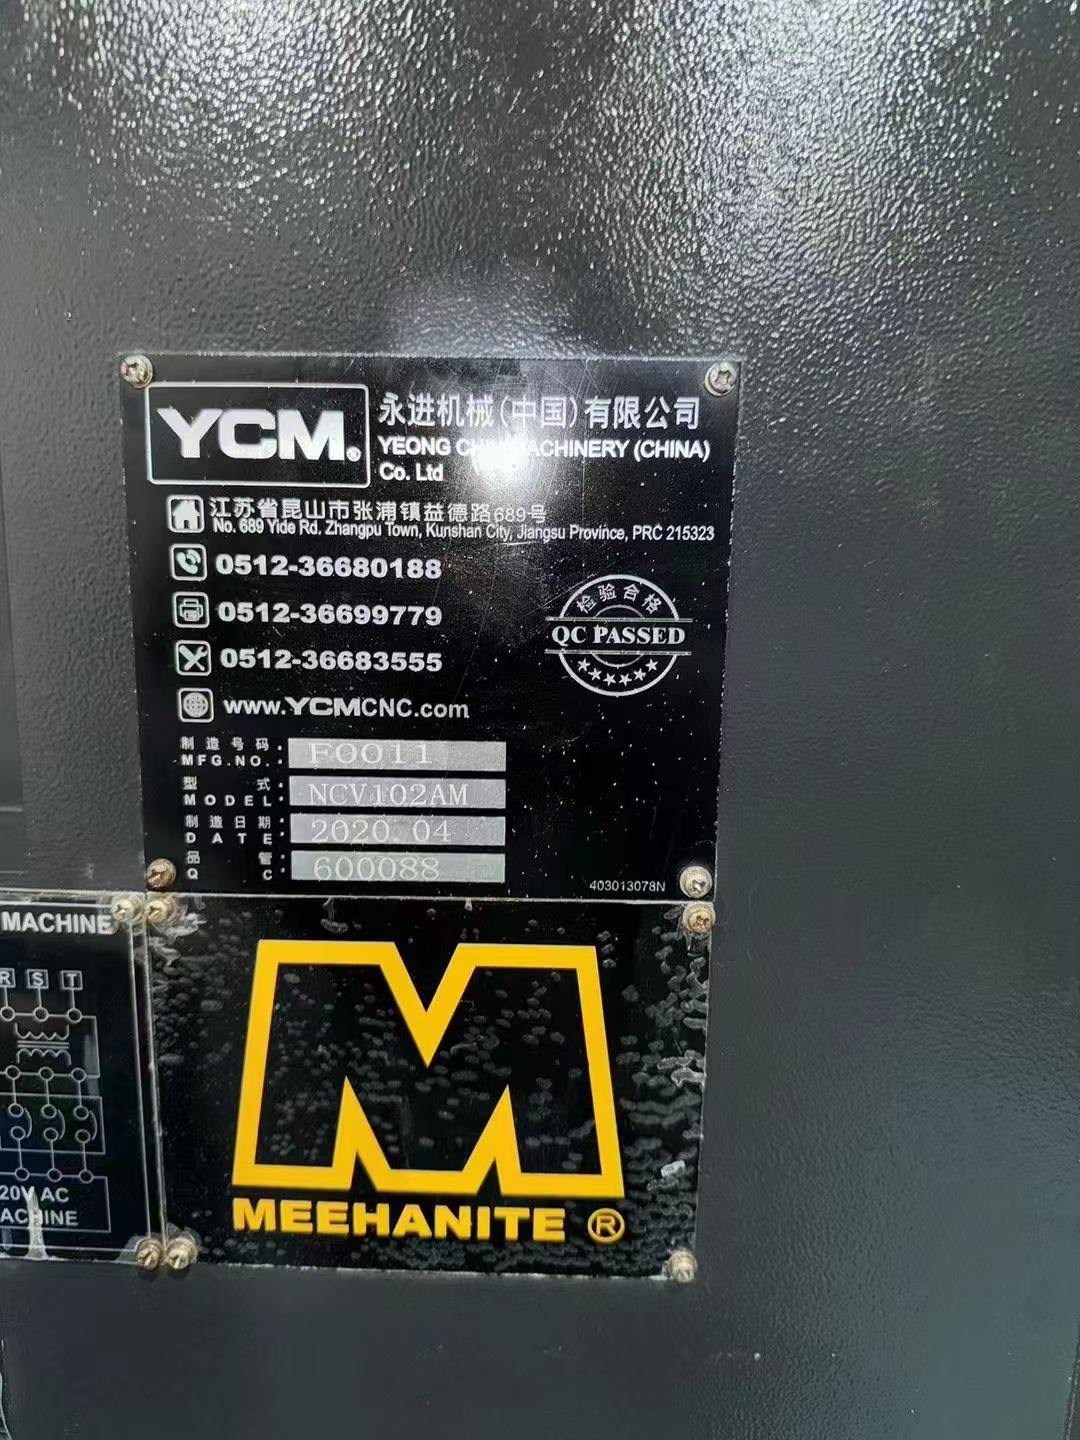 YCM®
永进机械(中国)有限公司
YEONG CHIN MACHINERY (CHINA)
Co. Ltd
江苏省昆山市张浦镇益德路689号
No. 689 Yide Rd. Zhangpu Town, Kunshan City, Jiangsu Province, PRC 215323
0512-36680188
0512-36699779
0512-36683555
www.YCMCNC.com
检验合格
QC PASSED
制造号码:
MFG.NO.: F0011
型式:
MODEL: NCV102AM
制造日期:
DATE: 2020.04
品管:
QC: 600088
403013078N
MACHINE
R S T
20V AC
ACHINE
MEEHANITE ®